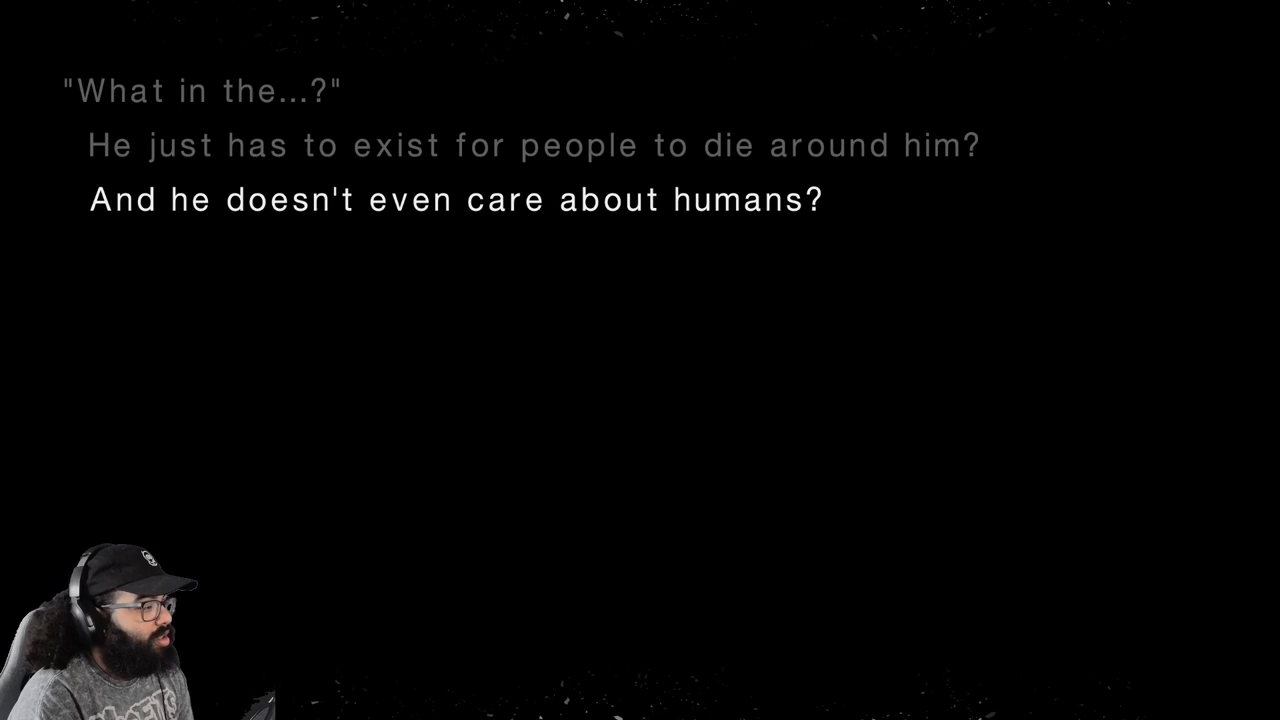 "What in the...?"
He just has to exist for people to die around him?
And he doesn't even care about humans?